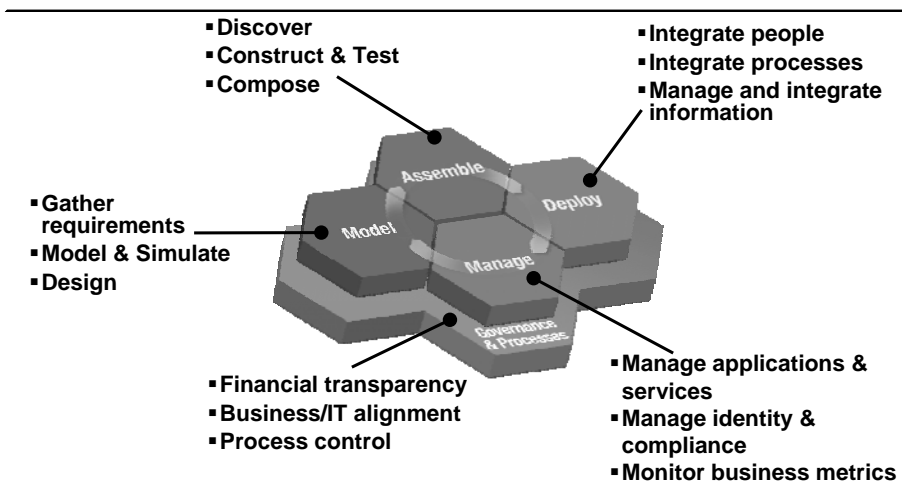 ▪Discover
▪Construct & Test
▪Compose
▪Integrate people
▪Integrate processes
▪Manage and integrate
information
Assemble
Deploy
Model
Manage
Governance
& Processes
▪Gather
requirements
▪Model & Simulate
▪Design
▪Financial transparency
▪Business/IT alignment
▪Process control
▪Manage applications &
services
▪Manage identity &
compliance
▪Monitor business metrics